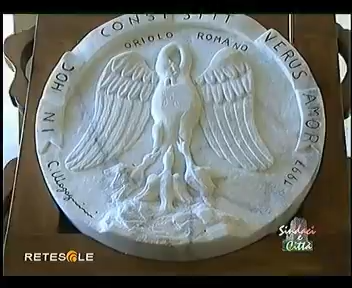 IN HOC CONSISTIT VERUS AMOR
ORIOLO ROMANO
1997
Sindaci
e
Città
RETESOLE